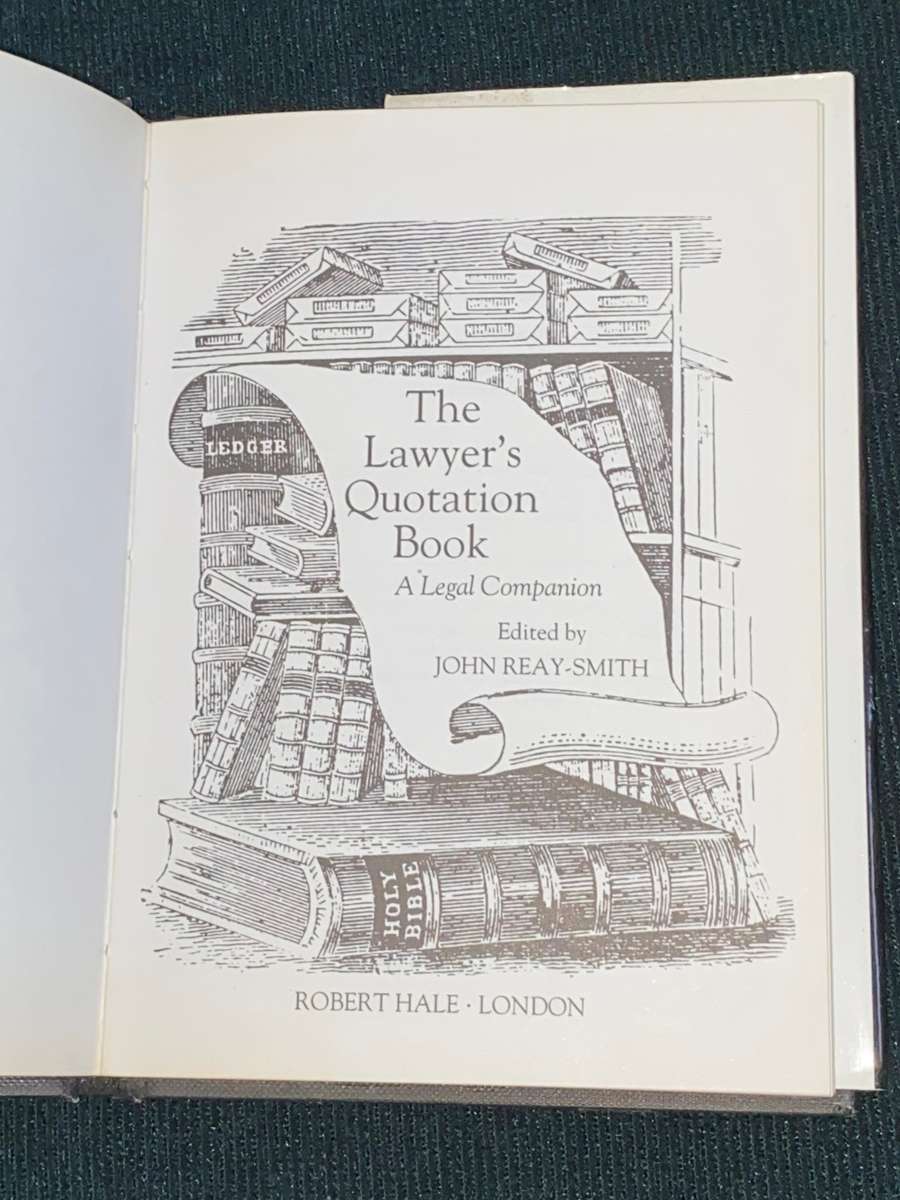 The
Lawyer's
Quotation
Book
A Legal Companion
Edited by
JOHN REAY-SMITH
LEDGER
HOLY
BIBLE
ROBERT HALE · LONDON